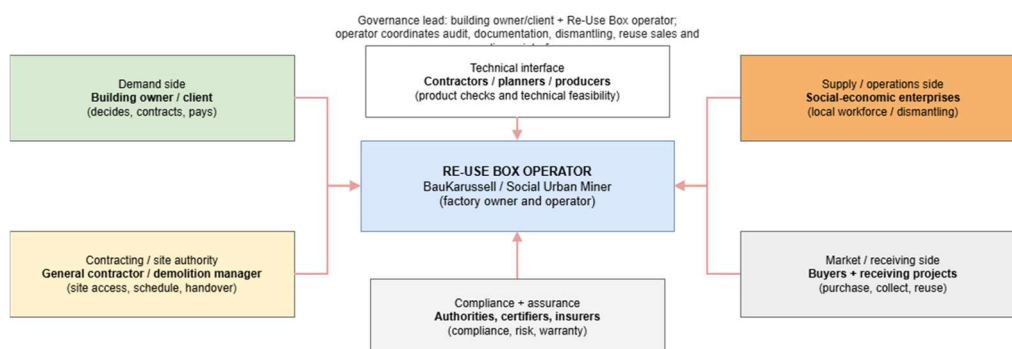 Governance lead: building owner/client + Re-Use Box operator;
operator coordinates audit, documentation, dismantling, reuse sales and
Demand side
Building owner / client
(decides, contracts, pays)
Technical interface
Contractors / planners / producers
(product checks and technical feasibility)
Supply / operations side
Social-economic enterprises
(local workforce / dismantling)
RE-USE BOX OPERATOR
BauKarussell / Social Urban Miner
(factory owner and operator)
Contracting / site authority
General contractor / demolition manager
(site access, schedule, handover)
Compliance + assurance
Authorities, certifiers, insurers
(compliance, risk, warranty)
Market / receiving side
Buyers + receiving projects
(purchase, collect, reuse)